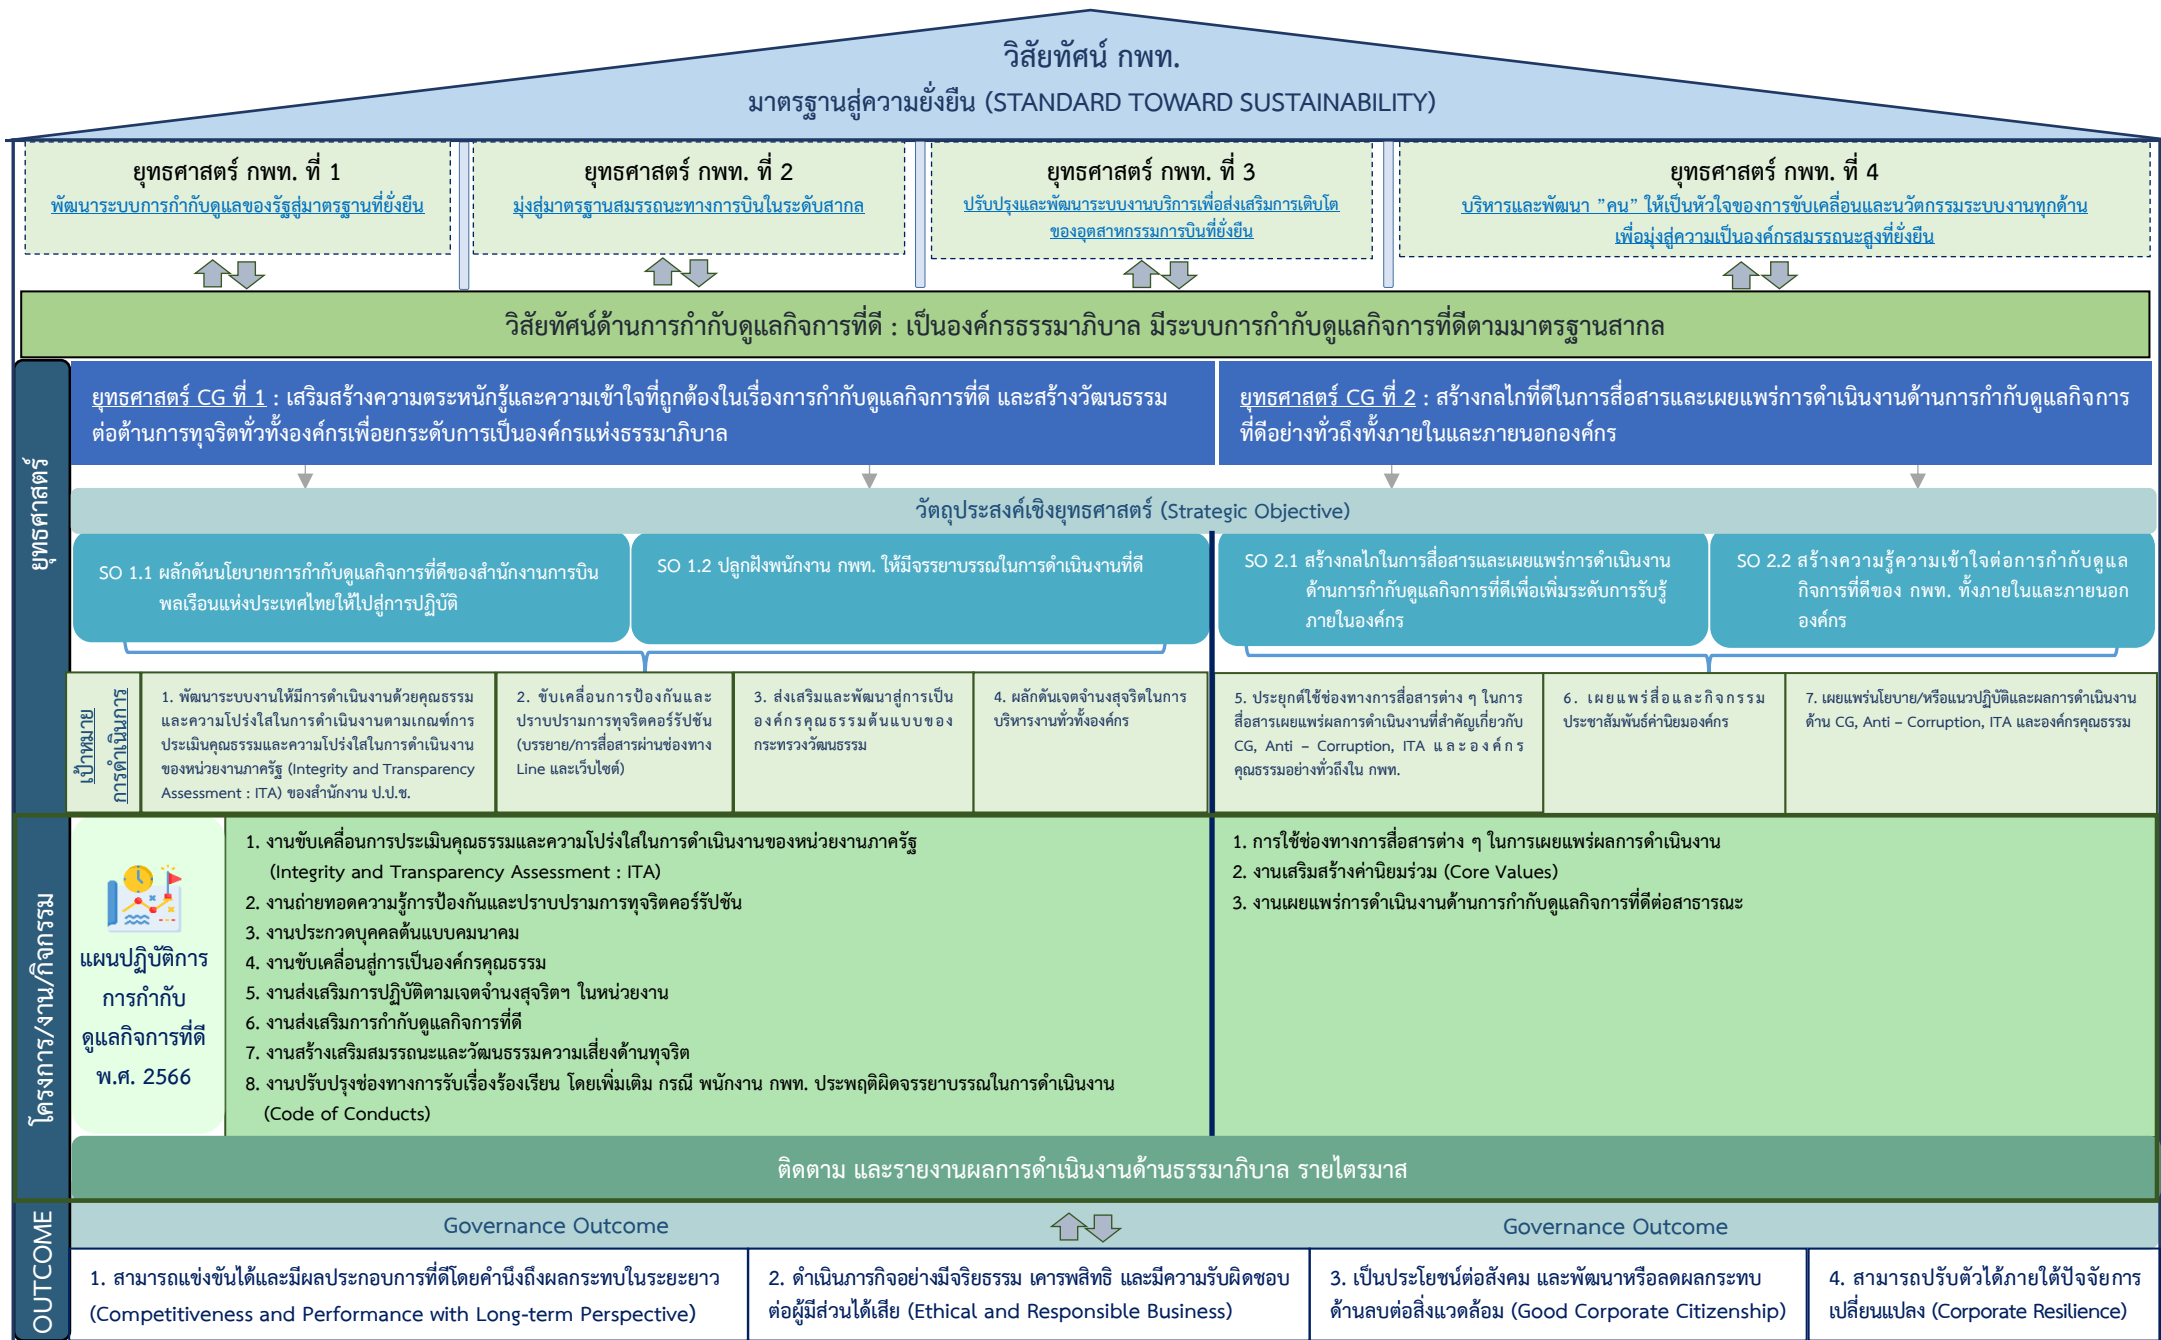 วิสัยทัศน์ กพท.
มาตรฐานสู่ความยั่งยืน (STANDARD TOWARD SUSTAINABILITY)
ยุทธศาสตร์ กพท. ที่ 1
พัฒนาระบบการกำกับดูแลของรัฐสู่มาตรฐานที่ยั่งยืน
ยุทธศาสตร์ กพท. ที่ 2
มุ่งสู่มาตรฐานสมรรถนะทางการบินในระดับสากล
ยุทธศาสตร์ กพท. ที่ 3
ปรับปรุงและพัฒนาระบบงานบริการเพื่อส่งเสริมการเติบโต
ของอุตสาหกรรมการบินที่ยั่งยืน
ยุทธศาสตร์ กพท. ที่ 4
บริหารและพัฒนา ”คน” ให้เป็นหัวใจของการขับเคลื่อนและนวัตกรรมระบบงานทุกด้าน
เพื่อมุ่งสู่ความเป็นองค์กรสมรรถนะสูงที่ยั่งยืน
วิสัยทัศน์ด้านการกำกับดูแลกิจการที่ดี : เป็นองค์กรธรรมาภิบาล มีระบบการกำกับดูแลกิจการที่ดีตามมาตรฐานสากล
ยุทธศาสตร์
ยุทธศาสตร์ CG ที่ 1 : เสริมสร้างความตระหนักรู้และความเข้าใจที่ถูกต้องในเรื่องการกำกับดูแลกิจการที่ดี และสร้างวัฒนธรรม
ต่อต้านการทุจริตทั่วทั้งองค์กรเพื่อยกระดับการเป็นองค์กรแห่งธรรมาภิบาล
ยุทธศาสตร์ CG ที่ 2 : สร้างกลไกที่ดีในการสื่อสารและเผยแพร่การดำเนินงานด้านการกำกับดูแลกิจการ
ที่ดีอย่างทั่วถึงทั้งภายในและภายนอกองค์กร
วัตถุประสงค์เชิงยุทธศาสตร์ (Strategic Objective)
SO 1.1 ผลักดันนโยบายการกำกับดูแลกิจการที่ดีของสำนักงานการบิน
พลเรือนแห่งประเทศไทยให้ไปสู่การปฏิบัติ
SO 1.2 ปลูกฝังพนักงาน กพท. ให้มีจรรยาบรรณในการดำเนินงานที่ดี
SO 2.1 สร้างกลไกในการสื่อสารและเผยแพร่การดำเนินงาน
ด้านการกำกับดูแลกิจการที่ดีเพื่อเพิ่มระดับการรับรู้
ภายในองค์กร
SO 2.2 สร้างความรู้ความเข้าใจต่อการกำกับดูแล
กิจการที่ดีของ กพท. ทั้งภายในและภายนอก
องค์กร
เป้าหมาย
การดำเนินการ
1. พัฒนาระบบงานให้มีการดำเนินงานด้วยคุณธรรม
และความโปร่งใสในการดำเนินงานตามเกณฑ์การ
ประเมินคุณธรรมและความโปร่งใสในการดำเนินงาน
ของหน่วยงานภาครัฐ (Integrity and Transparency
Assessment : ITA) ของสำนักงาน ป.ป.ช.
2. ขับเคลื่อนการป้องกันและ
ปราบปรามการทุจริตคอร์รัปชัน
(บรรยาย/การสื่อสารผ่านช่องทาง
Line และเว็บไซต์)
3. ส่งเสริมและพัฒนาสู่การเป็น
องค์กรคุณธรรมต้นแบบของ
กระทรวงวัฒนธรรม
4. ผลักดันเจตจำนงสุจริตในการ
บริหารงานทั่วทั้งองค์กร
5. ประยุกต์ใช้ช่องทางการสื่อสารต่าง ๆ ในการ
สื่อสารเผยแพร่ผลการดำเนินงานที่สำคัญเกี่ยวกับ
CG, Anti – Corruption, ITA และองค์กร
คุณธรรมอย่างทั่วถึงใน กพท.
6. เผยแพร่สื่อและกิจกรรม
ประชาสัมพันธ์ค่านิยมองค์กร
7. เผยแพร่นโยบาย/หรือแนวปฏิบัติและผลการดำเนินงาน
ด้าน CG, Anti – Corruption, ITA และองค์กรคุณธรรม
โครงการ/งาน/กิจกรรม
แผนปฏิบัติการ
การกำกับ
ดูแลกิจการที่ดี
พ.ศ. 2566
1. งานขับเคลื่อนการประเมินคุณธรรมและความโปร่งใสในการดำเนินงานของหน่วยงานภาครัฐ
(Integrity and Transparency Assessment : ITA)
2. งานถ่ายทอดความรู้การป้องกันและปราบปรามการทุจริตคอร์รัปชัน
3. งานประกวดบุคคลต้นแบบคมนาคม
4. งานขับเคลื่อนสู่การเป็นองค์กรคุณธรรม
5. งานส่งเสริมการปฏิบัติตามเจตจำนงสุจริตฯ ในหน่วยงาน
6. งานส่งเสริมการกำกับดูแลกิจการที่ดี
7. งานสร้างเสริมสมรรถนะและวัฒนธรรมความเสี่ยงด้านทุจริต
8. งานปรับปรุงช่องทางการรับเรื่องร้องเรียน โดยเพิ่มเติม กรณี พนักงาน กพท. ประพฤติผิดจรรยาบรรณในการดำเนินงาน
(Code of Conducts)
1. การใช้ช่องทางการสื่อสารต่าง ๆ ในการเผยแพร่ผลการดำเนินงาน
2. งานเสริมสร้างค่านิยมร่วม (Core Values)
3. งานเผยแพร่การดำเนินงานด้านการกำกับดูแลกิจการที่ดีต่อสาธารณะ
ติดตาม และรายงานผลการดำเนินงานด้านธรรมาภิบาล รายไตรมาส
OUTCOME
Governance Outcome
Governance Outcome
1. สามารถแข่งขันได้และมีผลประกอบการที่ดีโดยคำนึงถึงผลกระทบในระยะยาว
(Competitiveness and Performance with Long-term Perspective)
2. ดำเนินภารกิจอย่างมีจริยธรรม เคารพสิทธิ และมีความรับผิดชอบ
ต่อผู้มีส่วนได้เสีย (Ethical and Responsible Business)
3. เป็นประโยชน์ต่อสังคม และพัฒนาหรือลดผลกระทบ
ด้านลบต่อสิ่งแวดล้อม (Good Corporate Citizenship)
4. สามารถปรับตัวได้ภายใต้ปัจจัยการ
เปลี่ยนแปลง (Corporate Resilience)